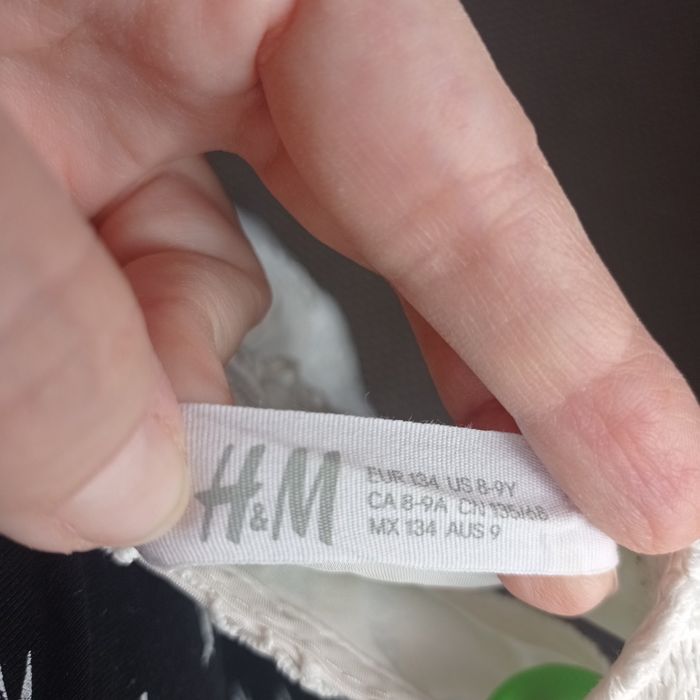 H&M
EUR 134 US 8-9Y
CA 8-9A CN 135/68
MX 134 AUS 9